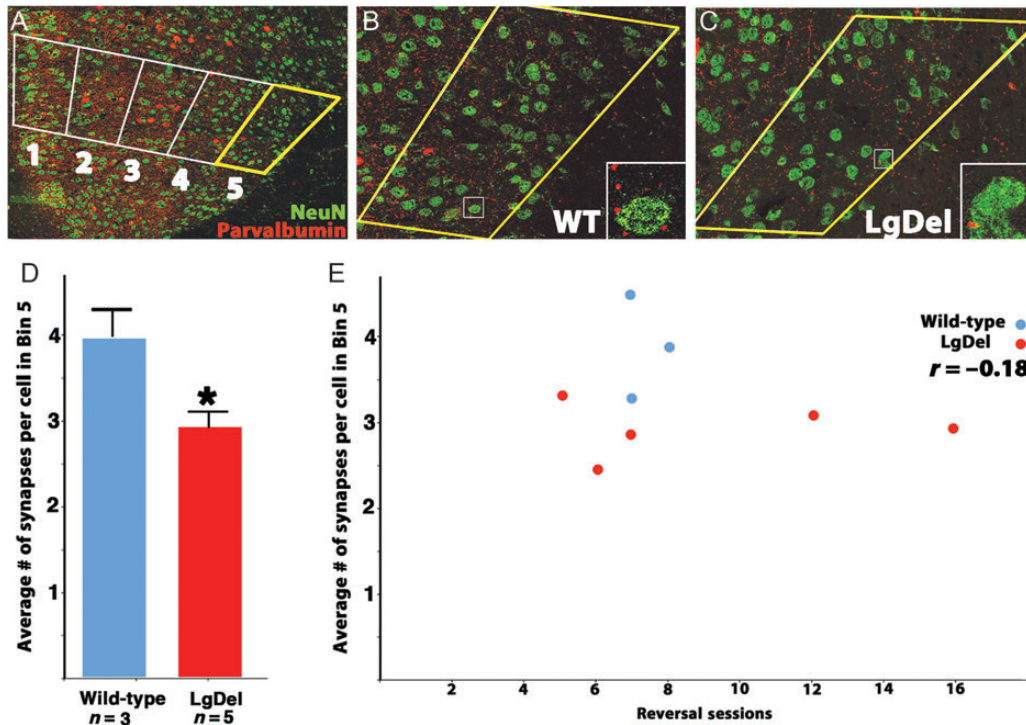 A
1
2
3
4
5
NeuN
Parvalbumin
B
WT
C
LgDel
D
Average # of synapses per cell in Bin 5
4
3
2
1
*
Wild-type
n = 3
LgDel
n = 5
E
Average # of synapses per cell in Bin 5
4
3
2
1
Wild-type
LgDel
r = –0.18
2 4 6 8 10 12 14 16
Reversal sessions